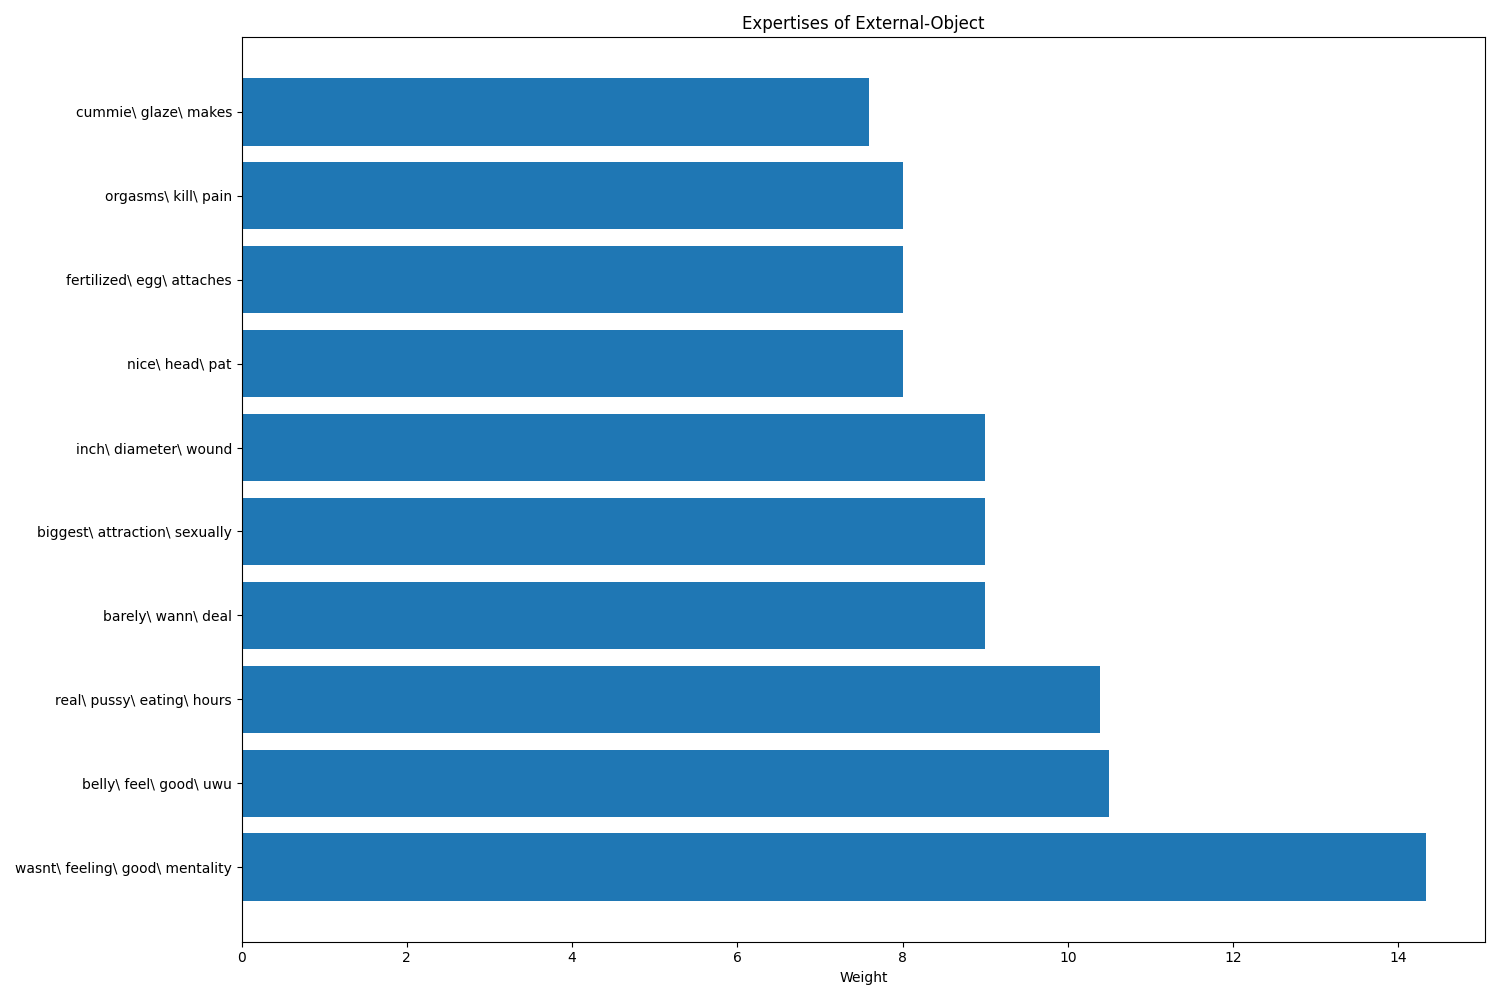 Expertises of External-Object
cummie\ glaze\ makes
orgasms\ kill\ pain
fertilized\ egg\ attaches
nice\ head\ pat
inch\ diameter\ wound
biggest\ attraction\ sexually
barely\ wann\ deal
real\ pussy\ eating\ hours
belly\ feel\ good\ uwu
wasnt\ feeling\ good\ mentality
0 2 4 6 8 10 12 14
Weight